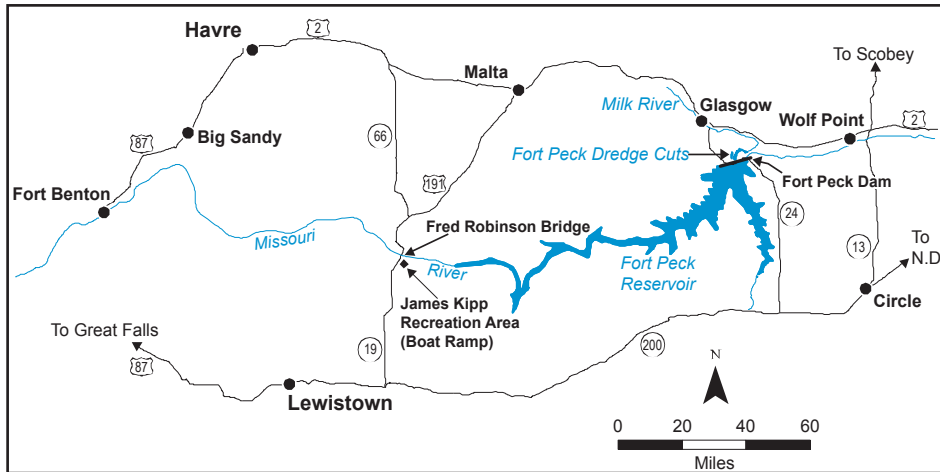 Havre
2
To Scobey
Malta
Milk River
Glasgow
Wolf Point
2
87
Big Sandy
66
Fort Peck Dredge Cuts
Fort Peck Dam
191
Fort Benton
24
Missouri
Fred Robinson Bridge
13
To
N.D
River
Fort Peck
Reservoir
Circle
James Kipp
Recreation Area
(Boat Ramp)
To Great Falls
19
200
87
N
Lewistown
0 20 40 60
Miles